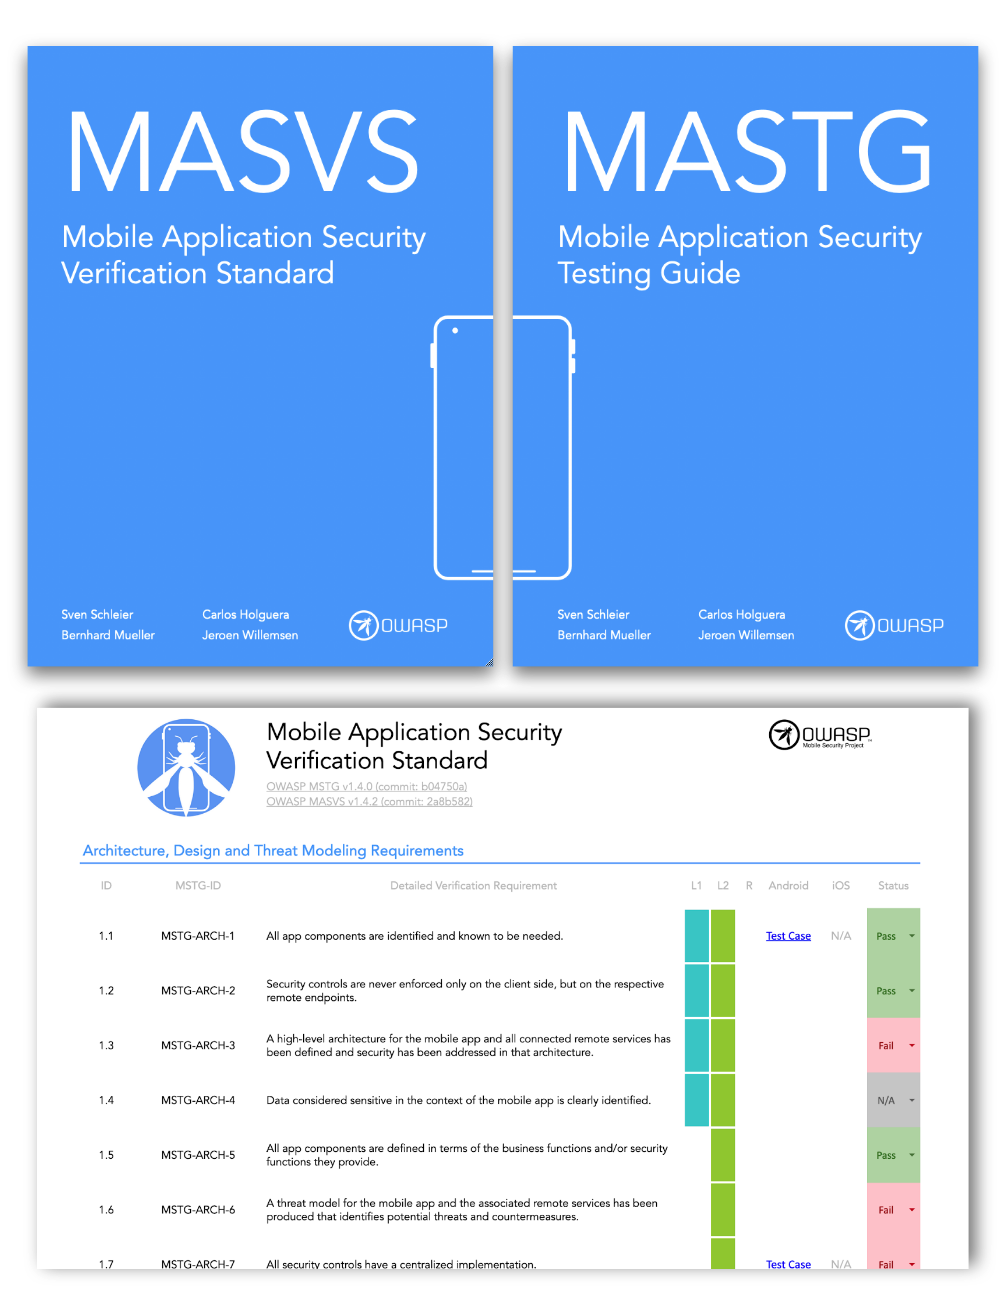 MASVS
Mobile Application Security
Verification Standard
Sven Schleier
Carlos Holguera
Bernhard Mueller
Jeroen Willemsen
OWASP
MASTG
Mobile Application Security
Testing Guide
Sven Schleier
Carlos Holguera
Bernhard Mueller
Jeroen Willemsen
OWASP
Mobile Application Security
Verification Standard
OWASP MSTG v1.4.0 (commit: b04750a)
OWASP MASVS v1.4.2 (commit: 2a8b582)
OWASP™
Mobile Security Project
Architecture, Design and Threat Modeling Requirements
ID MSTG-ID Detailed Verification Requirement L1 L2 R Android iOS Status
1.1 MSTG-ARCH-1 All app components are identified and known to be needed. Test Case N/A Pass
1.2 MSTG-ARCH-2 Security controls are never enforced only on the client side, but on the respective
remote endpoints. Pass
1.3 MSTG-ARCH-3 A high-level architecture for the mobile app and all connected remote services has
been defined and security has been addressed in that architecture. Fail
1.4 MSTG-ARCH-4 Data considered sensitive in the context of the mobile app is clearly identified. N/A
1.5 MSTG-ARCH-5 All app components are defined in terms of the business functions and/or security
functions they provide. Pass
1.6 MSTG-ARCH-6 A threat model for the mobile app and the associated remote services has been
produced that identifies potential threats and countermeasures. Fail
1.7 MSTG-ARCH-7 All security controls have a centralized implementation. Test Case N/A Fail